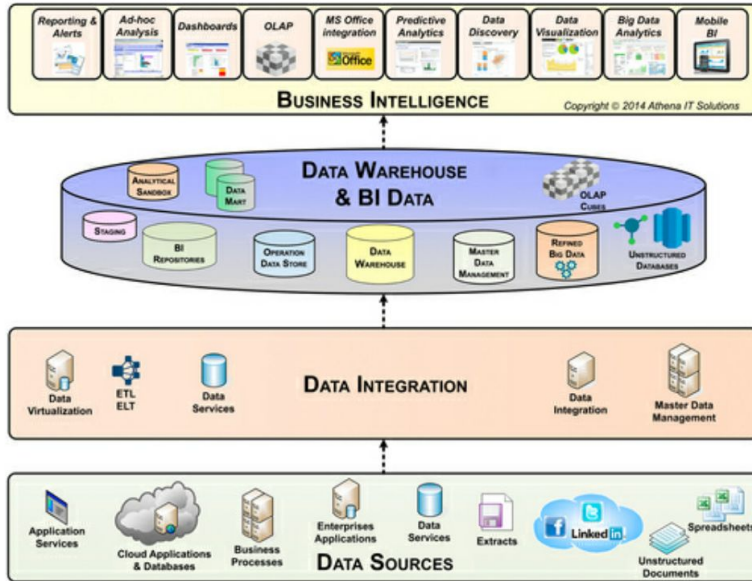 Reporting & Alerts
Ad-hoc Analysis
Dashboards
OLAP
MS Office integration
Office
Predictive Analytics
Data Discovery
Data Visualization
Big Data Analytics
Mobile BI
BUSINESS INTELLIGENCE
Copyright © 2014 Athena IT Solutions
DATA WAREHOUSE
& BI DATA
ANALYTICAL SANDBOX
DATA MART
OLAP CUBES
STAGING
BI REPOSITORIES
OPERATION DATA STORE
DATA WAREHOUSE
MASTER DATA MANAGEMENT
REFINED BIG DATA
UNSTRUCTURED DATABASES
Data Virtualization
ETL
ELT
Data Services
DATA INTEGRATION
Data Integration
Master Data Management
Application Services
Cloud Applications & Databases
Business Processes
Enterprises Applications
Data Services
Extracts
f
Linked in
Unstructured Documents
Spreadsheets
DATA SOURCES